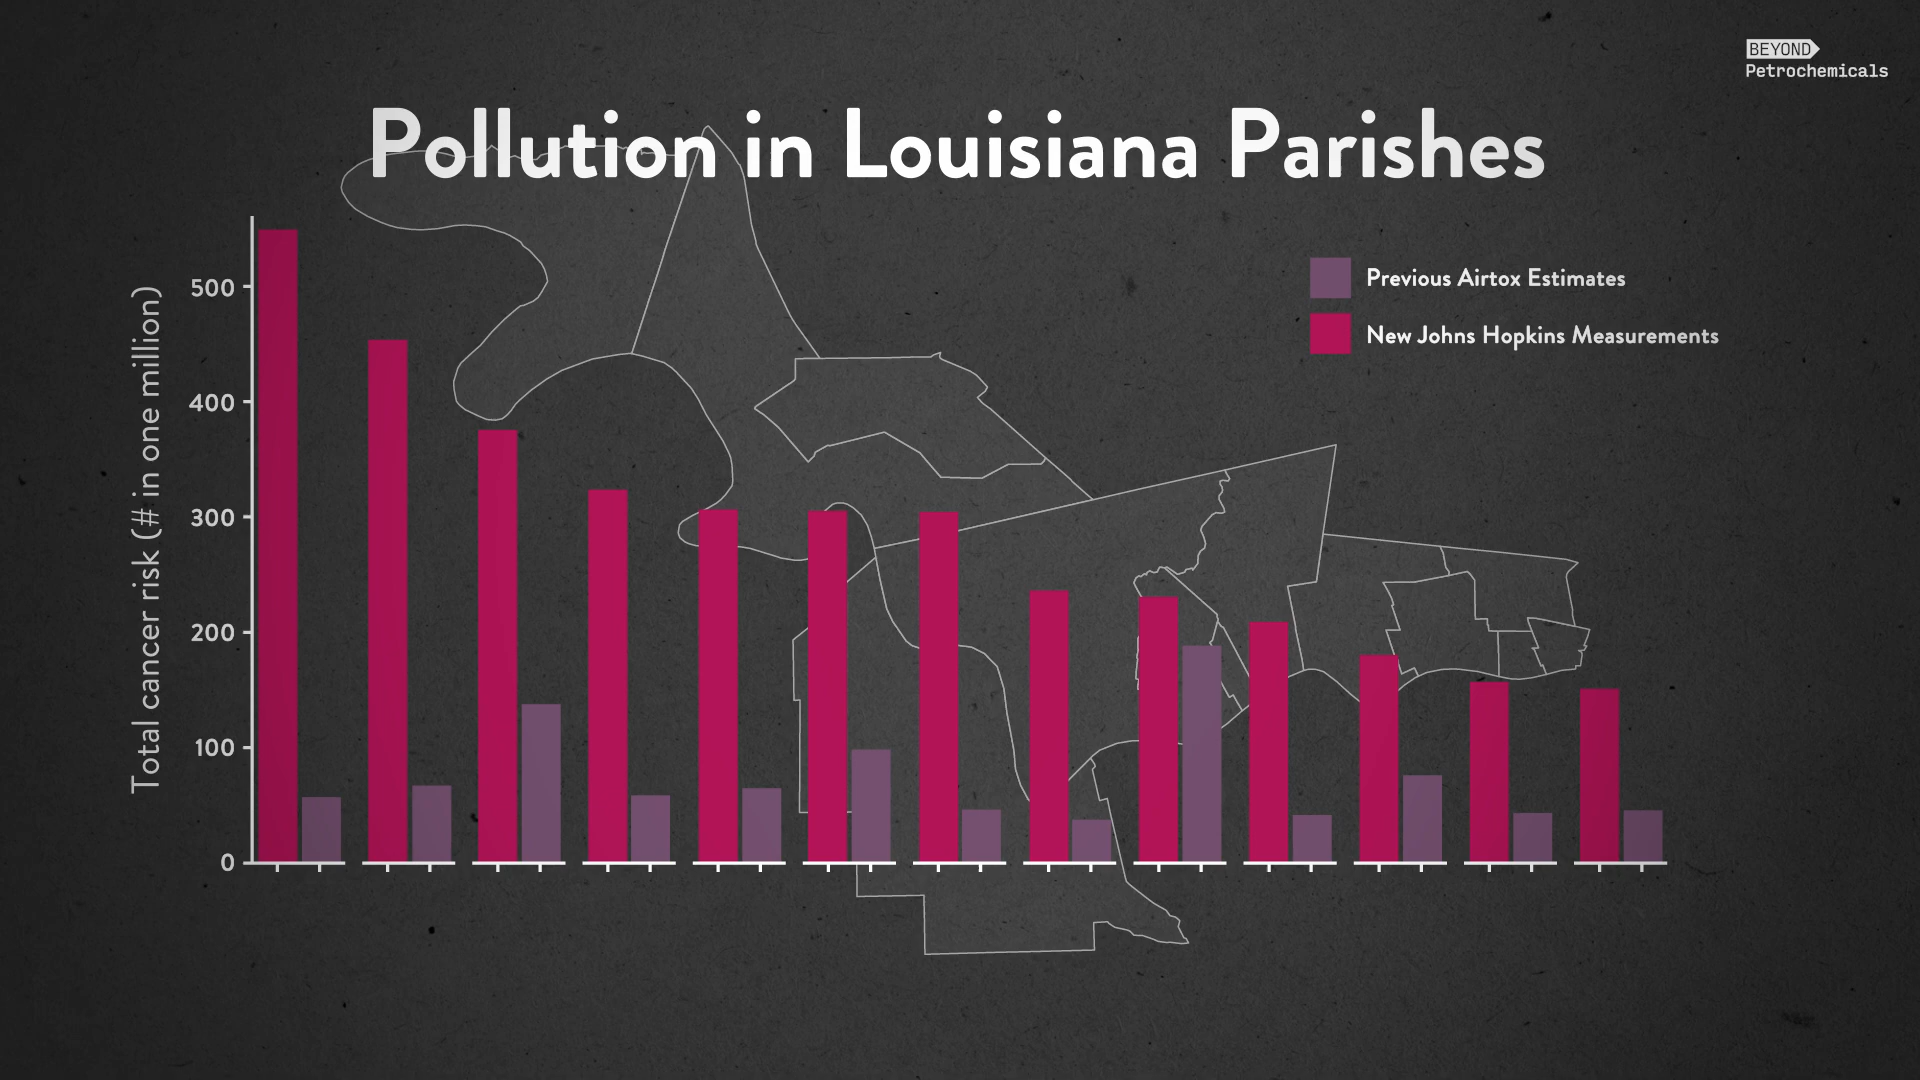 BEYOND
Petrochemicals
Pollution in Louisiana Parishes
Previous Airtox Estimates
New Johns Hopkins Measurements
Total cancer risk (# in one million)
500
400
300
200
100
0